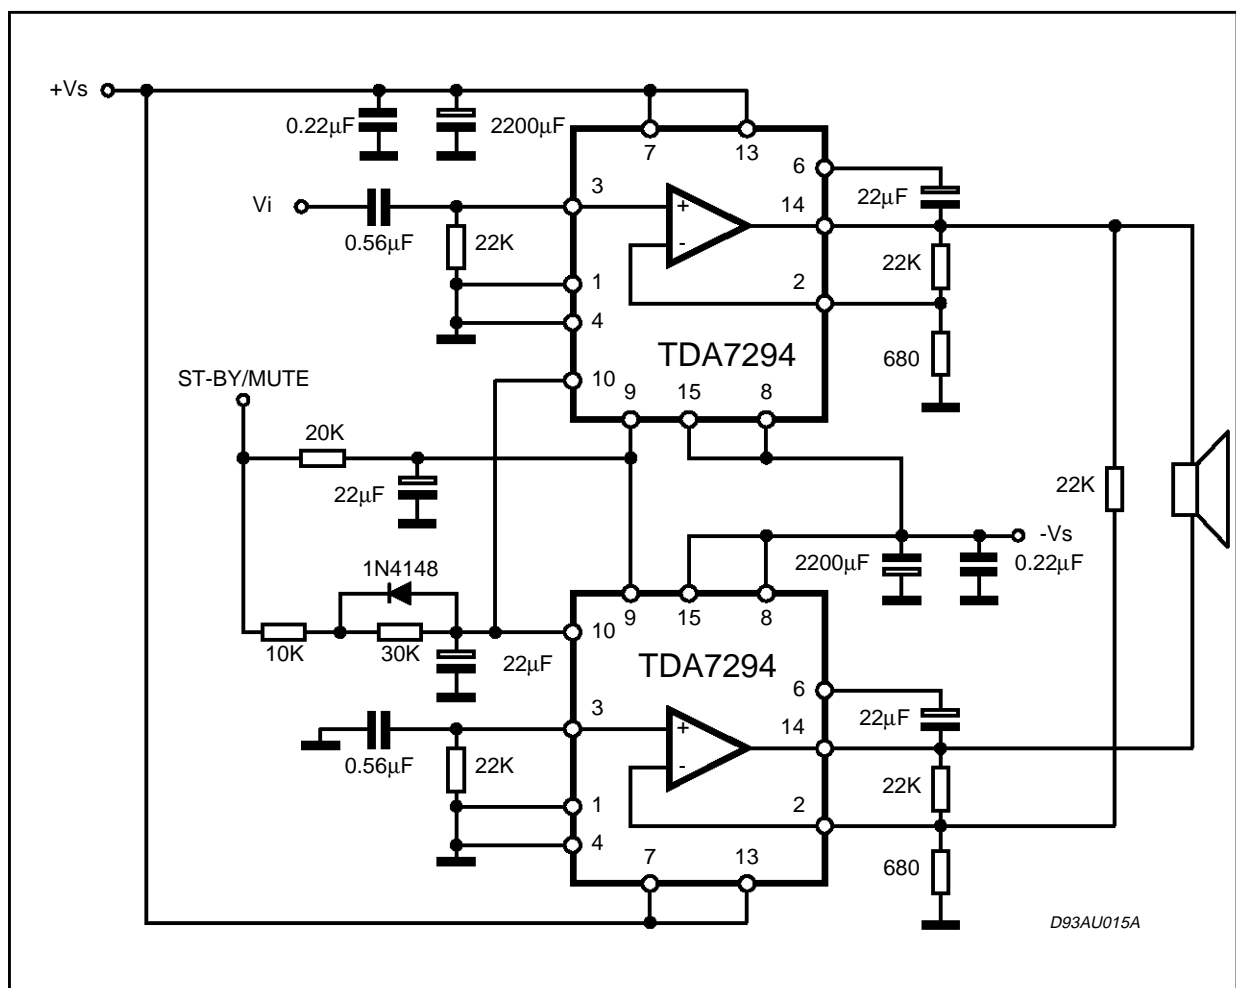 +Vs
0.22µF
2200µF
7
13
6
3
22µF
14
Vi
0.56µF
22K
+
-
22K
1
2
4
TDA7294
680
ST-BY/MUTE
10
9
15
8
20K
22µF
22K
-Vs
2200µF
0.22µF
1N4148
9
15
8
10
10K
30K
22µF
TDA7294
6
3
22µF
14
0.56µF
22K
+
-
22K
1
2
4
7
13
680
D93AU015A